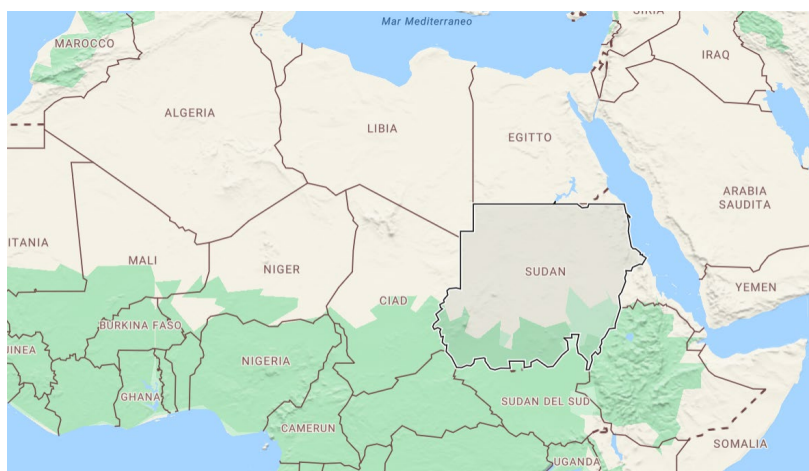 SIRIA
Mar Mediterraneo
MAROCCO
IRAQ
ALGERIA
LIBIA
EGITTO
ARABIA
SAUDITA
ITANIA
MALI
NIGER
CIAD
SUDAN
YEMEN
BURKINA FASO
UINEA
NIGERIA
GHANA
SUDAN DEL SUD
CAMERUN
SOMALIA
UGANDA